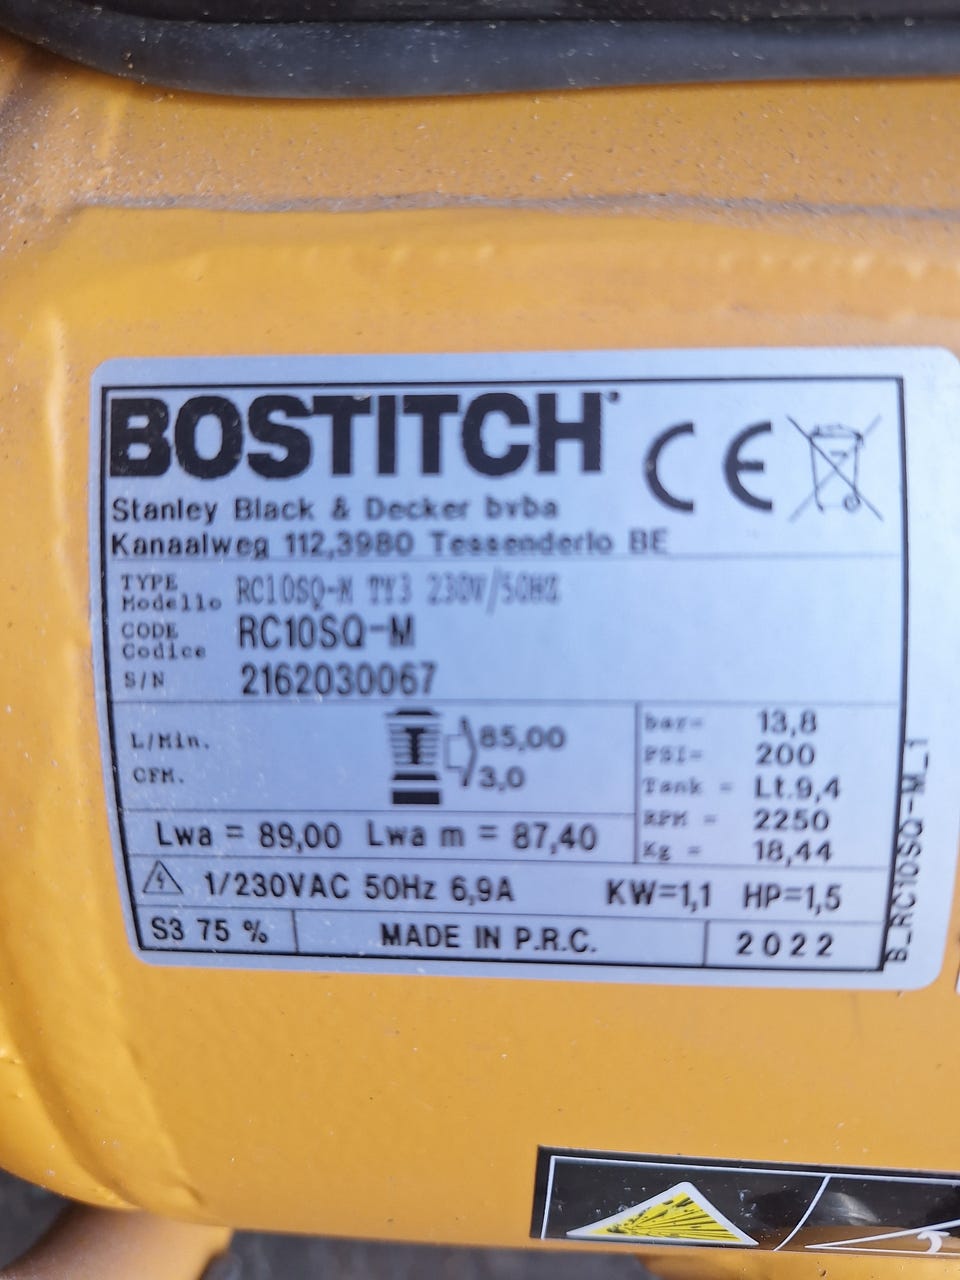 BOSTITCH
CE
Stanley Black & Decker bvba
Kanaalweg 112,3980 Tessenderlo BE
TYPE
Modello
RC10SQ-M TY3 230V/50HZ
CODE
Codice
RC10SQ-M
S/N
2162030067
L/Min.
85,00
CFM.
3,0
bar= 13,8
PSI= 200
Tank = Lt.9,4
RPM = 2250
Kg = 18,44
Lwa = 89,00 Lwa m = 87,40
1/230VAC 50Hz 6,9A KW=1,1 HP=1,5
S3 75 % MADE IN P.R.C. 2022
B_RC10SQ-M_1